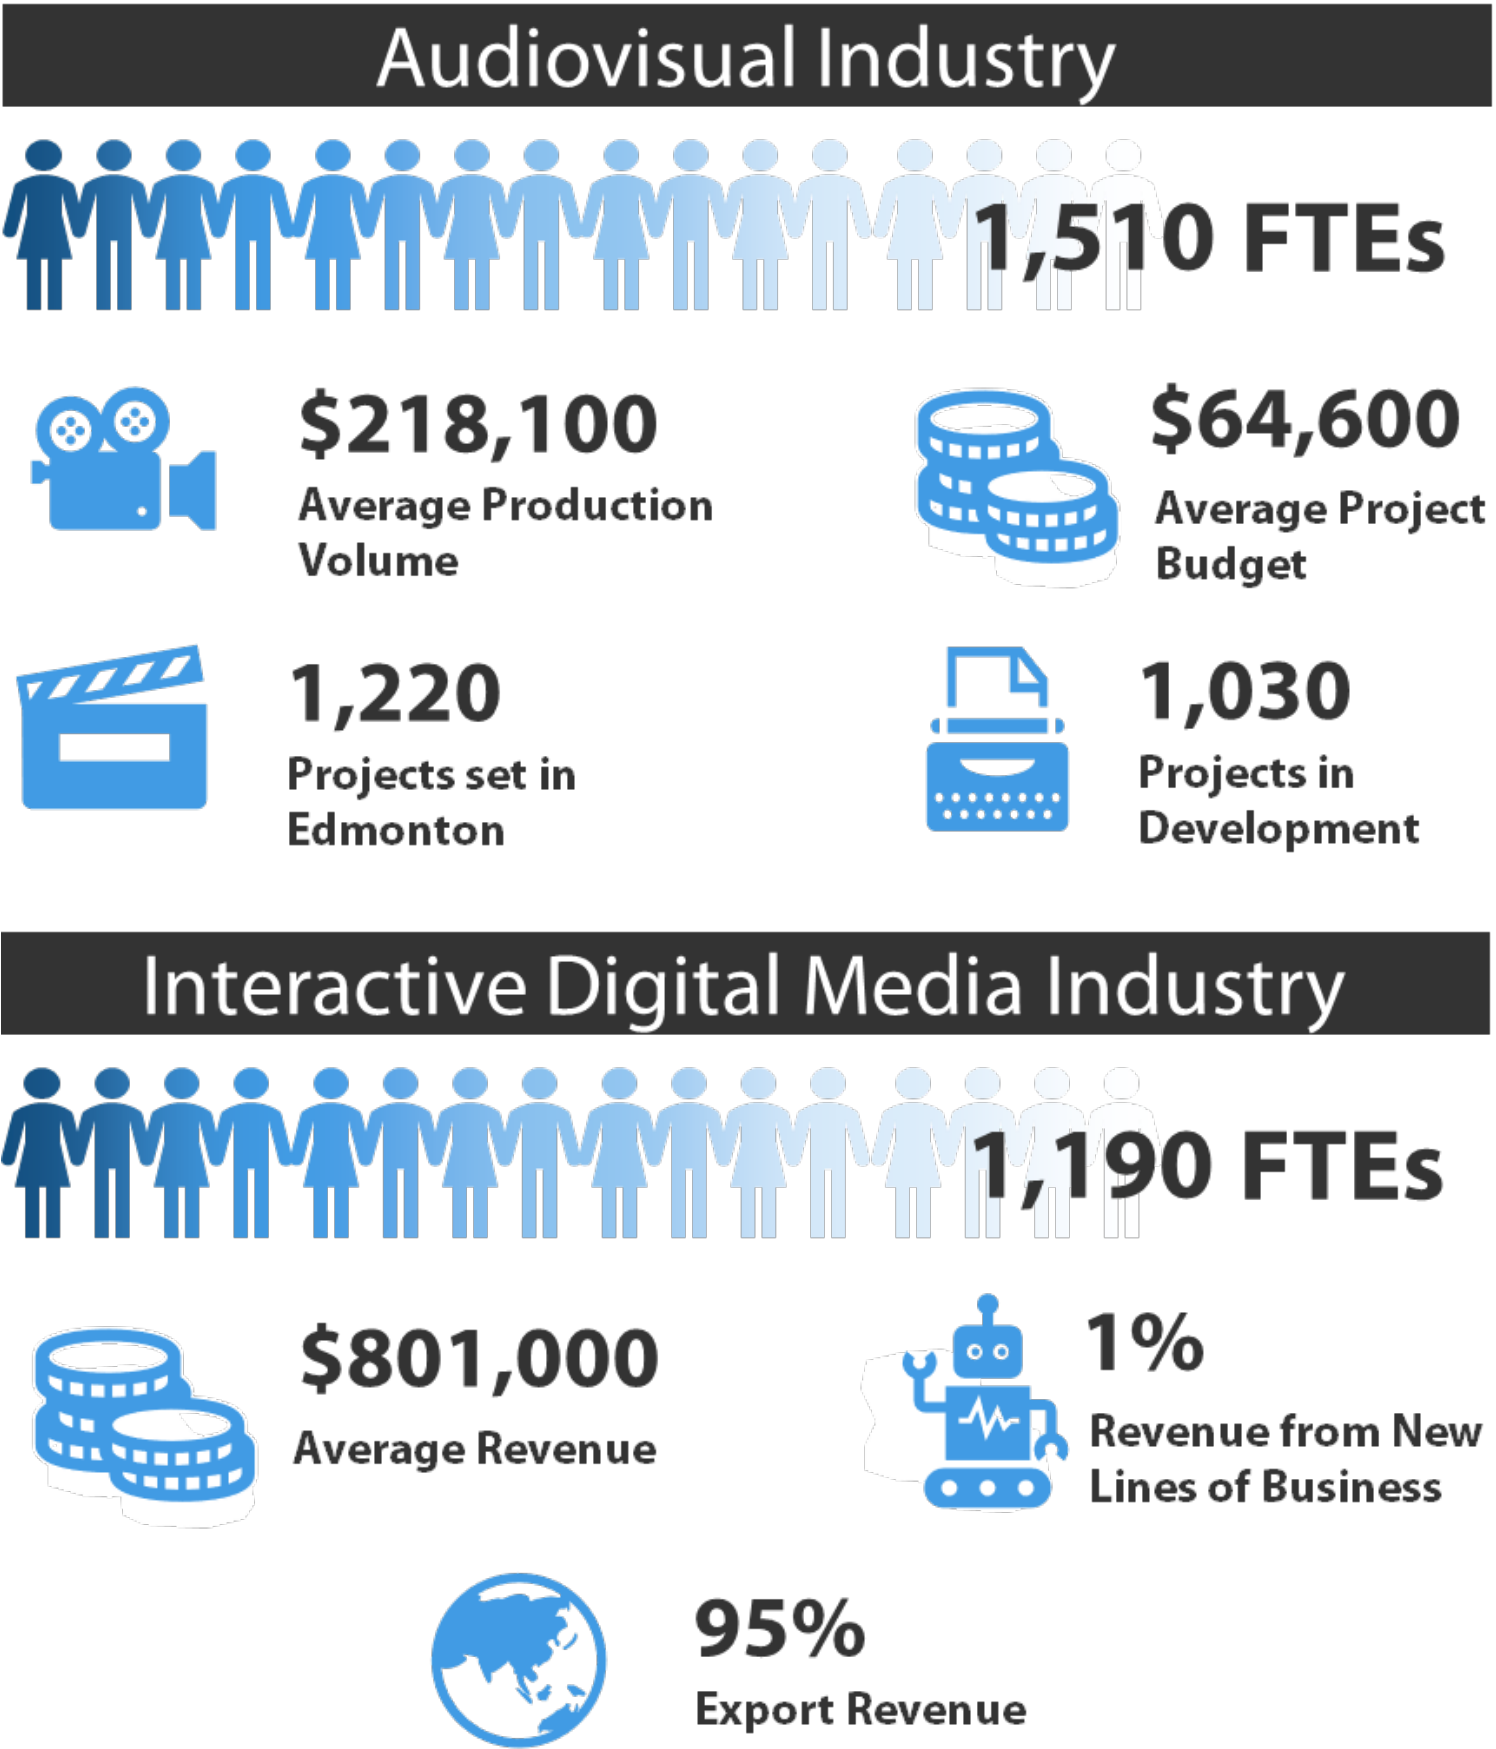 Audiovisual Industry
1,510 FTEs
$218,100
Average Production
Volume
$64,600
Average Project
Budget
1,220
Projects set in
Edmonton
1,030
Projects in
Development
Interactive Digital Media Industry
1,190 FTEs
$801,000
Average Revenue
1%
Revenue from New
Lines of Business
95%
Export Revenue